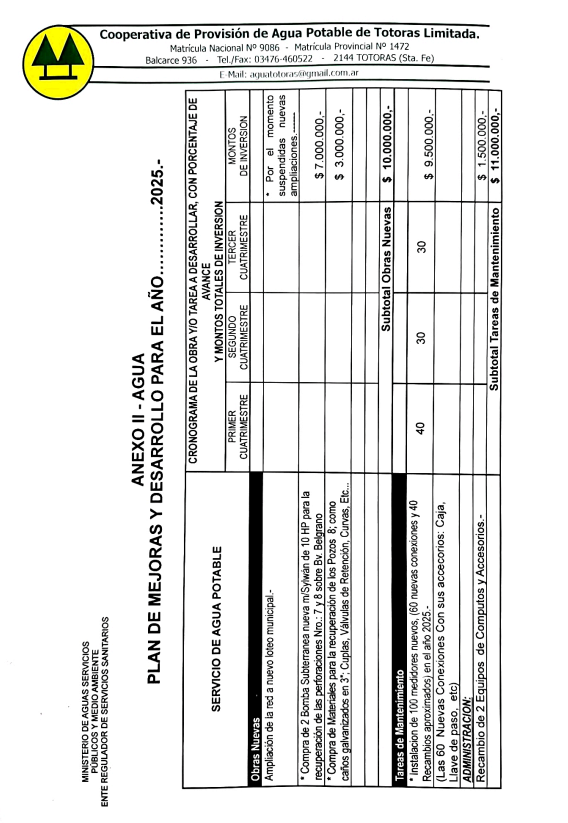 Cooperativa de Provisión de Agua Potable de Totoras Limitada.
Matrícula Nacional Nº 9086 - Matrícula Provincial Nº 1472
Balcarce 936 - Tel./Fax: 03476-460522 - 2144 TOTORAS (Sta. Fe)
E-Mail: aguatotoras@gmail.com.ar
MINISTERIO DE AGUAS SERVICIOS
PÚBLICOS Y MEDIO AMBIENTE
ENTE REGULADOR DE SERVICIOS SANITARIOS
ANEXO II - AGUA
PLAN DE MEJORAS Y DESARROLLO PARA EL AÑO.............2025.-
SERVICIO DE AGUA POTABLE
CRONOGRAMA DE LA OBRA Y/O TAREA A DESARROLLAR, CON PORCENTAJE DE
AVANCE
Y MONTOS TOTALES DE INVERSION
PRIMER
CUATRIMESTRE
SEGUNDO
CUATRIMESTRE
TERCER
CUATRIMESTRE
MONTOS
DE INVERSION
Obras Nuevas
Ampliación de la red a nuevo loteo municipal.-
* Por el momento
suspendidas nuevas
ampliaciones.------
* Compra de 2 Bomba Subterranea nueva m/Sylwán de 10 HP para la
recuperación de las perforaciones Nro.: 7 y 8 sobre Bv. Belgrano
$ 7.000.000,-
* Compra de Materiales para la recuperación de los Pozos 8; como
caños galvanizados en 3"; Cuplas, Válvulas de Retención, Curvas, Etc...
$ 3.000.000,-
Subtotal Obras Nuevas
$ 10.000.000,-
Tareas de Mantenimiento
* Instalacion de 100 medidores nuevos, (60 nuevas conexiones y 40
Recambios aproximados) en el año 2025.-
40
30
30
$ 9.500.000,-
(Las 60 Nuevas Conexiones Con sus accecorios: Caja,
Llave de paso, etc)
ADMINISTRACION:
Recambio de 2 Equipos de Computos y Accesorios.-
$ 1.500.000,-
Subtotal Tareas de Mantenimiento
$ 11.000.000,-